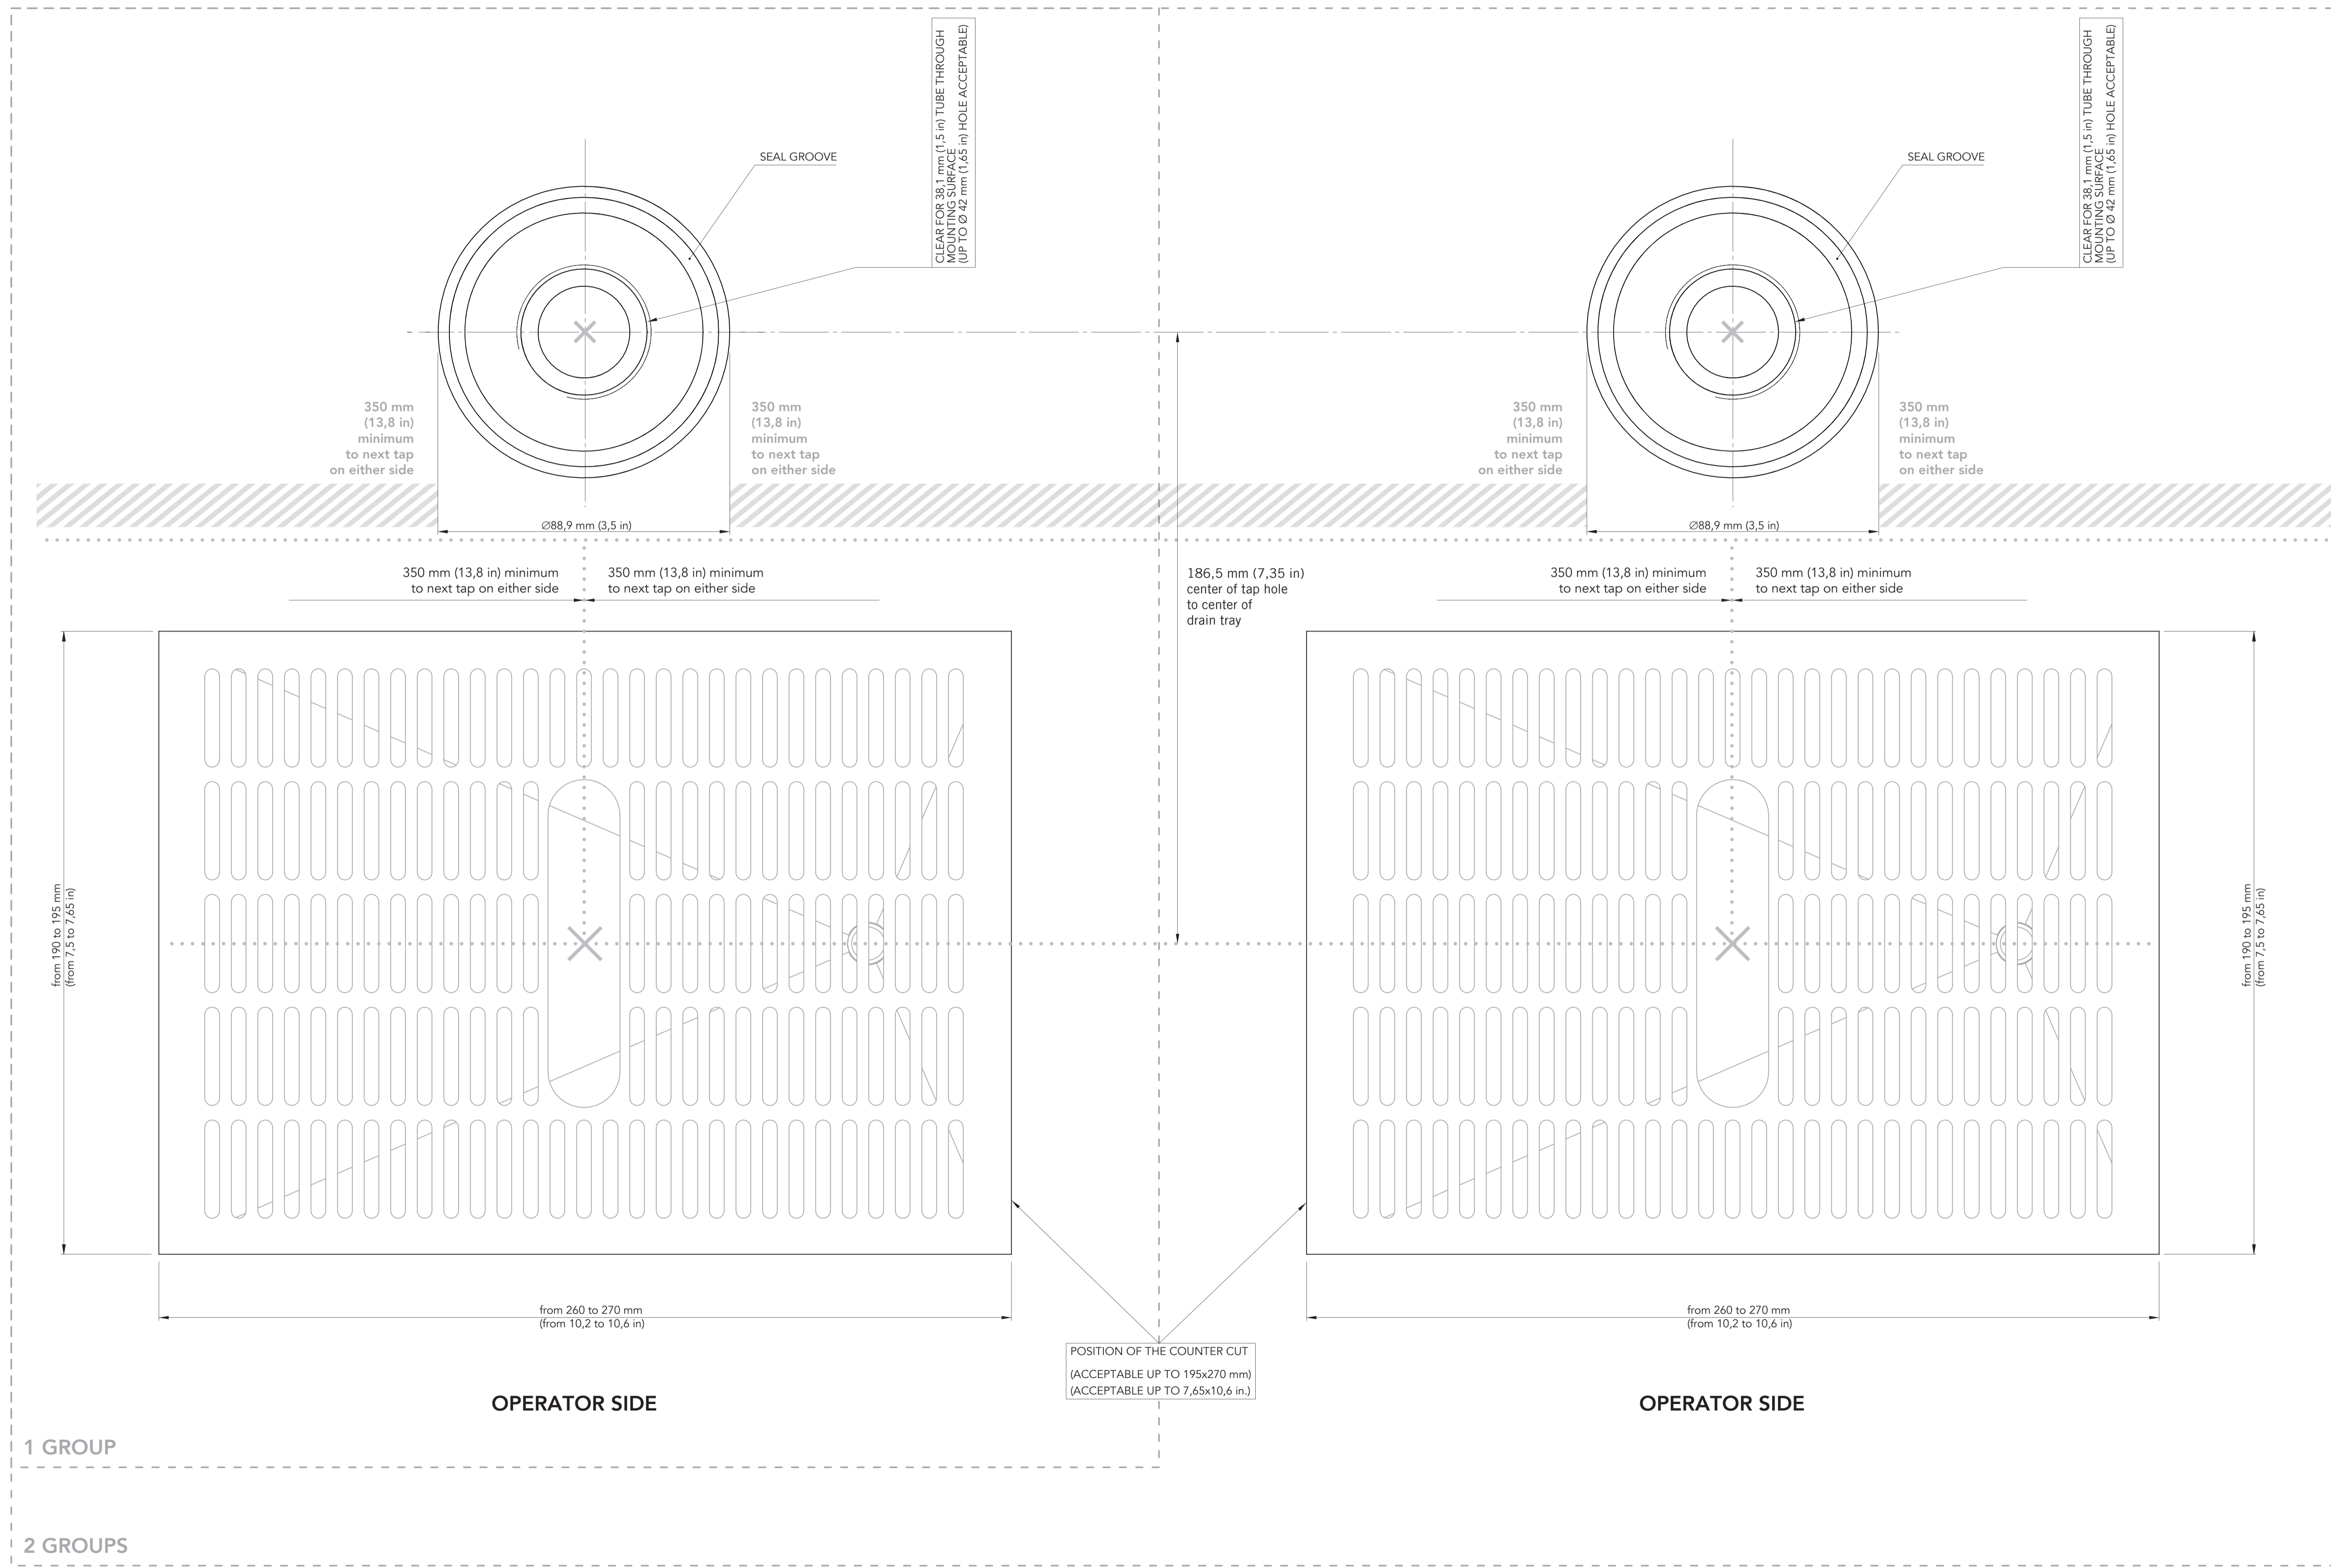 CLEAR FOR 38,1 mm (1,5 in) TUBE THROUGH
MOUNTING SURFACE
(UP TO Ø 42 mm (1,65 in) HOLE ACCEPTABLE)
SEAL GROOVE
350 mm
(13,8 in)
minimum
to next tap
on either side
350 mm
(13,8 in)
minimum
to next tap
on either side
Ø88,9 mm (3,5 in)
350 mm (13,8 in) minimum
to next tap on either side
350 mm (13,8 in) minimum
to next tap on either side
186,5 mm (7,35 in)
center of tap hole
to center of
drain tray
from 190 to 195 mm
(from 7,5 to 7,65 in)
from 260 to 270 mm
(from 10,2 to 10,6 in)
OPERATOR SIDE
CLEAR FOR 38,1 mm (1,5 in) TUBE THROUGH
MOUNTING SURFACE
(UP TO Ø 42 mm (1,65 in) HOLE ACCEPTABLE)
SEAL GROOVE
350 mm
(13,8 in)
minimum
to next tap
on either side
350 mm
(13,8 in)
minimum
to next tap
on either side
Ø88,9 mm (3,5 in)
350 mm (13,8 in) minimum
to next tap on either side
350 mm (13,8 in) minimum
to next tap on either side
from 190 to 195 mm
(from 7,5 to 7,65 in)
from 260 to 270 mm
(from 10,2 to 10,6 in)
POSITION OF THE COUNTER CUT
(ACCEPTABLE UP TO 195x270 mm)
(ACCEPTABLE UP TO 7,65x10,6 in.)
OPERATOR SIDE
1 GROUP
2 GROUPS